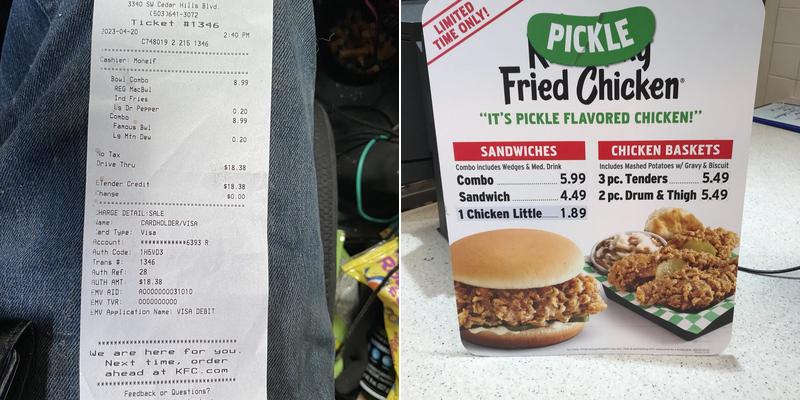 3340 SW Cedar Hills Blvd.
(503)641-3072
Ticket #1346
2023-04-20 2:40 PM
C748019 2 215 1346
Cashier: Moneif
Bowl Combo 8.99
REG MacBwl
Ind Fries
Lg Dr Pepper 0.20
Combo 8.99
Famous Bwl
Lg Mtn Dew 0.20
No Tax
Drive Thru $18.38
ETender Credit $18.38
Change $0.00
CHARGE DETAIL:SALE
Name: CARDHOLDER/VISA
Card Type: Visa
Account: ************6393 R
Auth Code: 1H6VD3
Trans #: 1346
Auth Ref: 28
AUTH AMT: $18.38
EMV AID: A0000000031010
EMV TVR: 0000000000
EMV Application Name: VISA DEBIT
We are here for you.
Next time, order
ahead at KFC.com
Feedback or Questions?
LIMITED
TIME ONLY!
PICKLE
Fried Chicken®
"IT'S PICKLE FLAVORED CHICKEN!"
SANDWICHES
Combo Includes Wedges & Med. Drink
Combo 5.99
Sandwich 4.49
1 Chicken Little 1.89
CHICKEN BASKETS
Includes Mashed Potatoes w/ Gravy & Biscuit
3 pc. Tenders 5.49
2 pc. Drum & Thigh 5.49